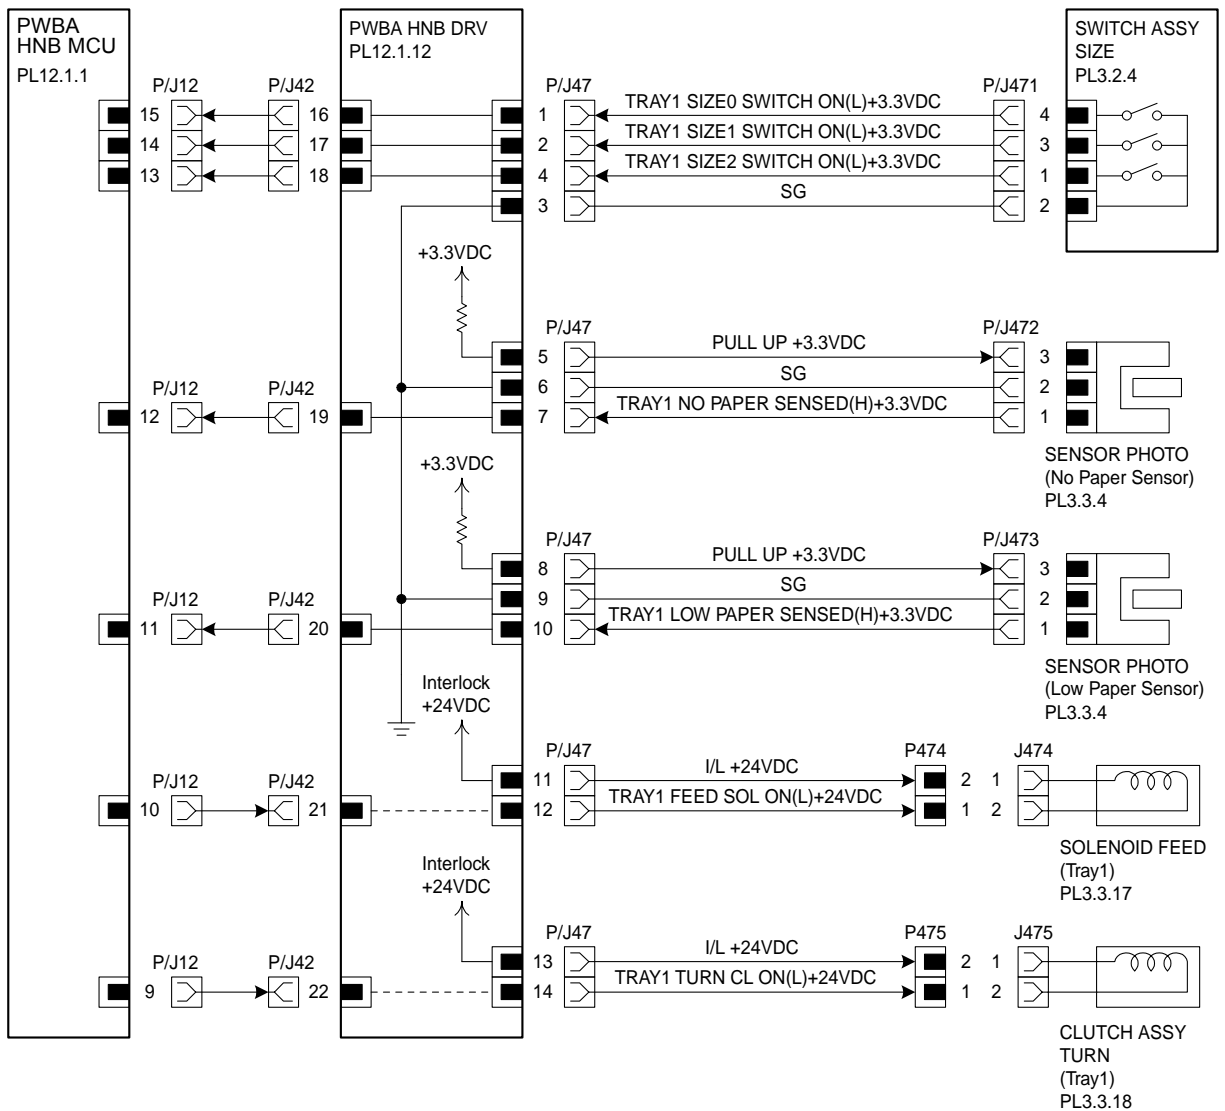 PWBA
HNB MCU
PL12.1.1
PWBA HNB DRV
PL12.1.12
SWITCH ASSY
SIZE
PL3.2.4
P/J12 P/J42 P/J47 P/J471
15 16 1 TRAY1 SIZE0 SWITCH ON(L)+3.3VDC 4
14 17 2 TRAY1 SIZE1 SWITCH ON(L)+3.3VDC 3
13 18 4 TRAY1 SIZE2 SWITCH ON(L)+3.3VDC 1
3 SG 2
+3.3VDC
P/J47 P/J472
5 PULL UP +3.3VDC 3
6 SG 2
P/J12 P/J42
12 19 7 TRAY1 NO PAPER SENSED(H)+3.3VDC 1
SENSOR PHOTO
(No Paper Sensor)
PL3.3.4
+3.3VDC
P/J47 P/J473
8 PULL UP +3.3VDC 3
9 SG 2
P/J12 P/J42
11 20 10 TRAY1 LOW PAPER SENSED(H)+3.3VDC 1
SENSOR PHOTO
(Low Paper Sensor)
PL3.3.4
Interlock
+24VDC
P/J47 P474 J474
11 I/L +24VDC 2 1
P/J12 P/J42
10 21 12 TRAY1 FEED SOL ON(L)+24VDC 1 2
SOLENOID FEED
(Tray1)
PL3.3.17
Interlock
+24VDC
P/J47 P475 J475
13 I/L +24VDC 2 1
P/J12 P/J42
9 22 14 TRAY1 TURN CL ON(L)+24VDC 1 2
CLUTCH ASSY
TURN
(Tray1)
PL3.3.18